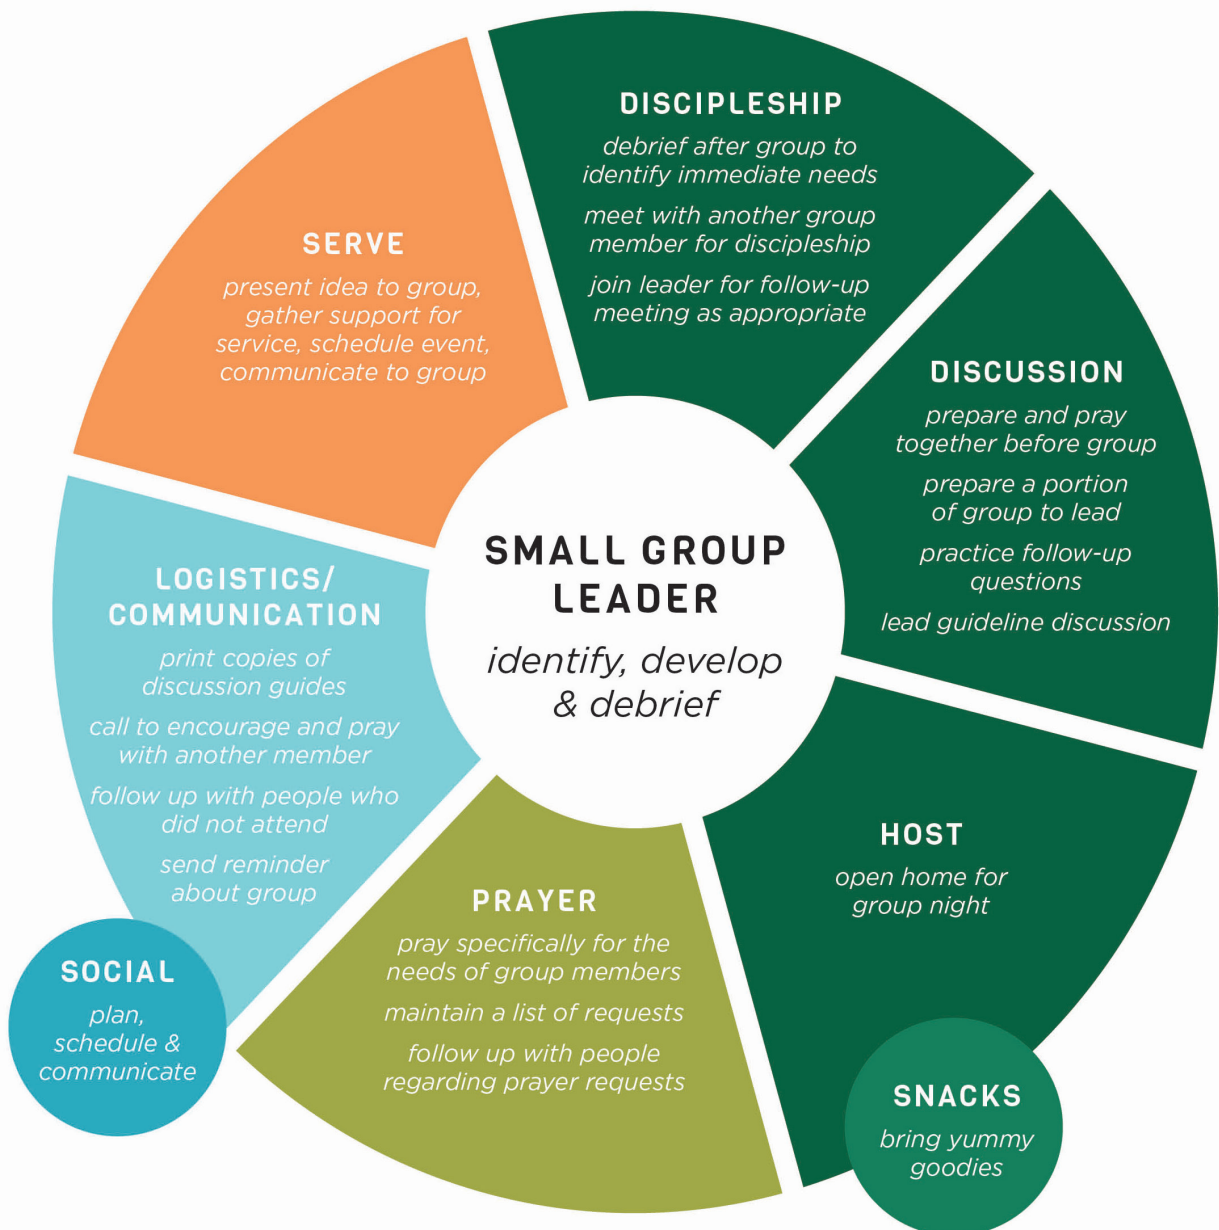 DISCIPLESHIP
debrief after group to
identify immediate needs
meet with another group
member for discipleship
join leader for follow-up
meeting as appropriate
SERVE
present idea to group,
gather support for
service, schedule event,
communicate to group
DISCUSSION
prepare and pray
together before group
prepare a portion
of group to lead
practice follow-up
questions
lead guideline discussion
SMALL GROUP
LEADER
identify, develop
& debrief
LOGISTICS/
COMMUNICATION
print copies of
discussion guides
call to encourage and pray
with another member
follow up with people who
did not attend
send reminder
about group
HOST
open home for
group night
PRAYER
pray specifically for the
needs of group members
maintain a list of requests
follow up with people
regarding prayer requests
SOCIAL
plan,
schedule &
communicate
SNACKS
bring yummy
goodies